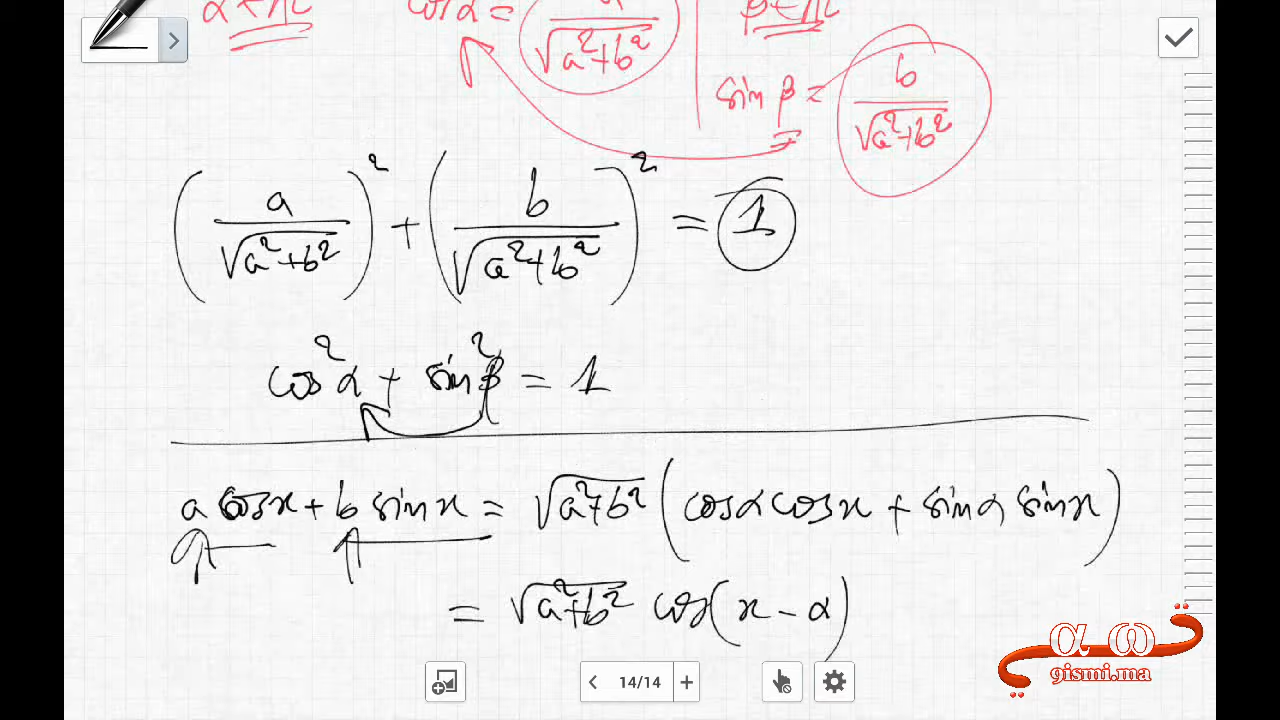 cos α = a/√(a²+b²)
sin β = b/√(a²+b²)
(a/√(a²+b²))² + (b/√(a²+b²))² = 1
cos²α + sin²β = 1
a cos x + b sin x = √(a²+b²) (cos α cos x + sin α sin x)
= √(a²+b²) cos(x - α)
α ω
9ismi.ma
14/14